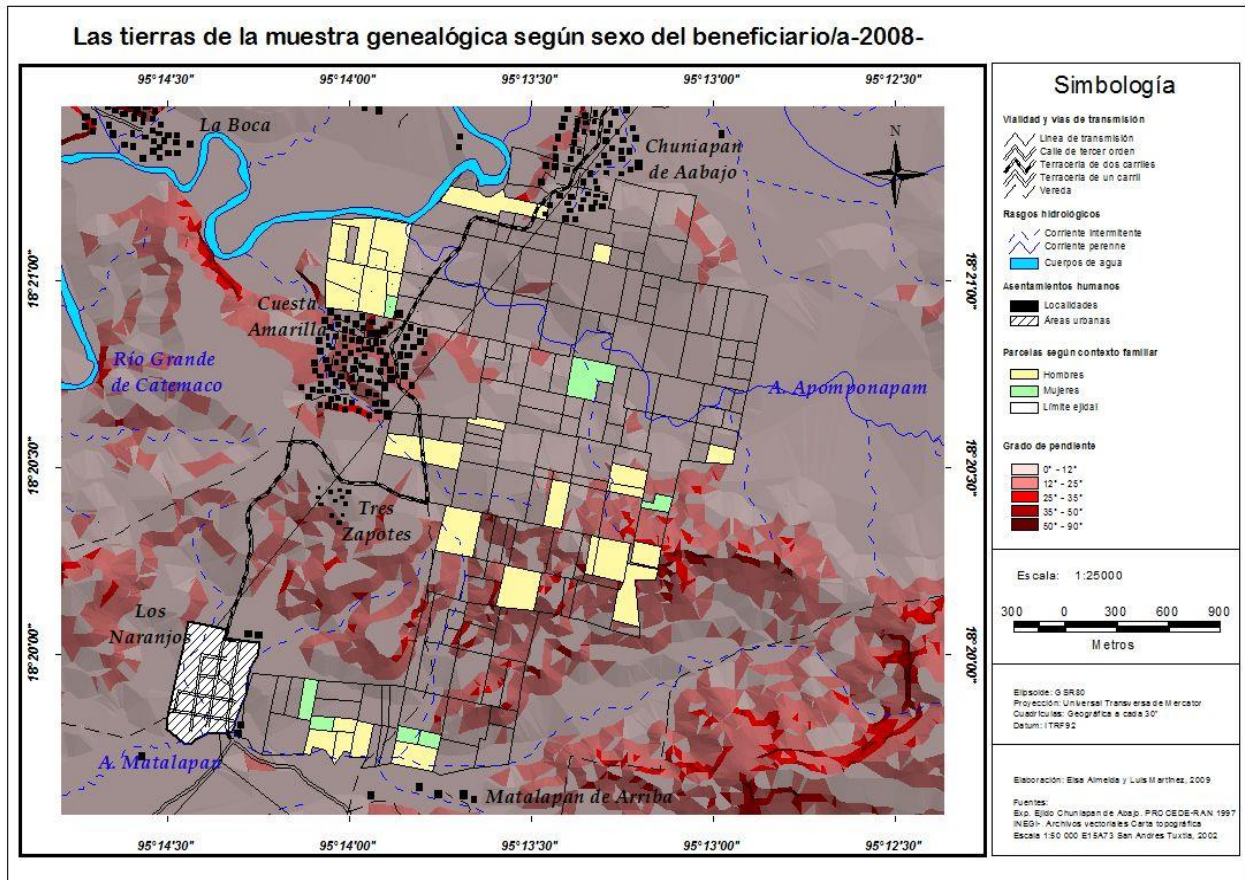 Las tierras de la muestra genealógica según sexo del beneficiario/a-2008-
95°14'30" 95°14'00" 95°13'30" 95°13'00" 95°12'30"
La Boca
Chuniapan
de Aabajo
N
18°21'00" 18°21'00"
Cuesta
Amarilla
Río Grande
de Catemaco
A. Apomponapam
18°20'30" 18°20'30"
Tres
Zapotes
Los
Naranjos
18°20'00" 18°20'00"
A. Matalapan
Matalapan de Arriba
95°14'30" 95°14'00" 95°13'30" 95°13'00" 95°12'30"
Simbología
Vialidad y vías de transmisión
Línea de transmisión
Calle de tercer orden
Terracería de dos carriles
Terracería de un carril
Vereda
Rasgos hidrológicos
Corriente intermitente
Corriente perenne
Cuerpos de agua
Asentamientos humanos
Localidades
Áreas urbanas
Parcelas según contexto familiar
Hombres
Mujeres
Límite ejidal
Grado de pendiente
0° - 12°
12° - 25°
25° - 35°
35° - 50°
50° - 90°
Escala: 1:25000
300 0 300 600 900
Metros
Elipsoide: GSR80
Proyección: Universal Transversa de Mercator
Cuadrículas: Geográfica a cada 30"
Datum: ITRF92
Elaboración: Elsa Almeida y Luis Martínez, 2009
Fuentes:
Exp. Ejido Chuniapan de Abajo. PROCEDE-RAN 1997
INEGI-. Archivos vectoriales Carta topográfica
Escala 1:50 000 E15A73 San Andres Tuxtla, 2002